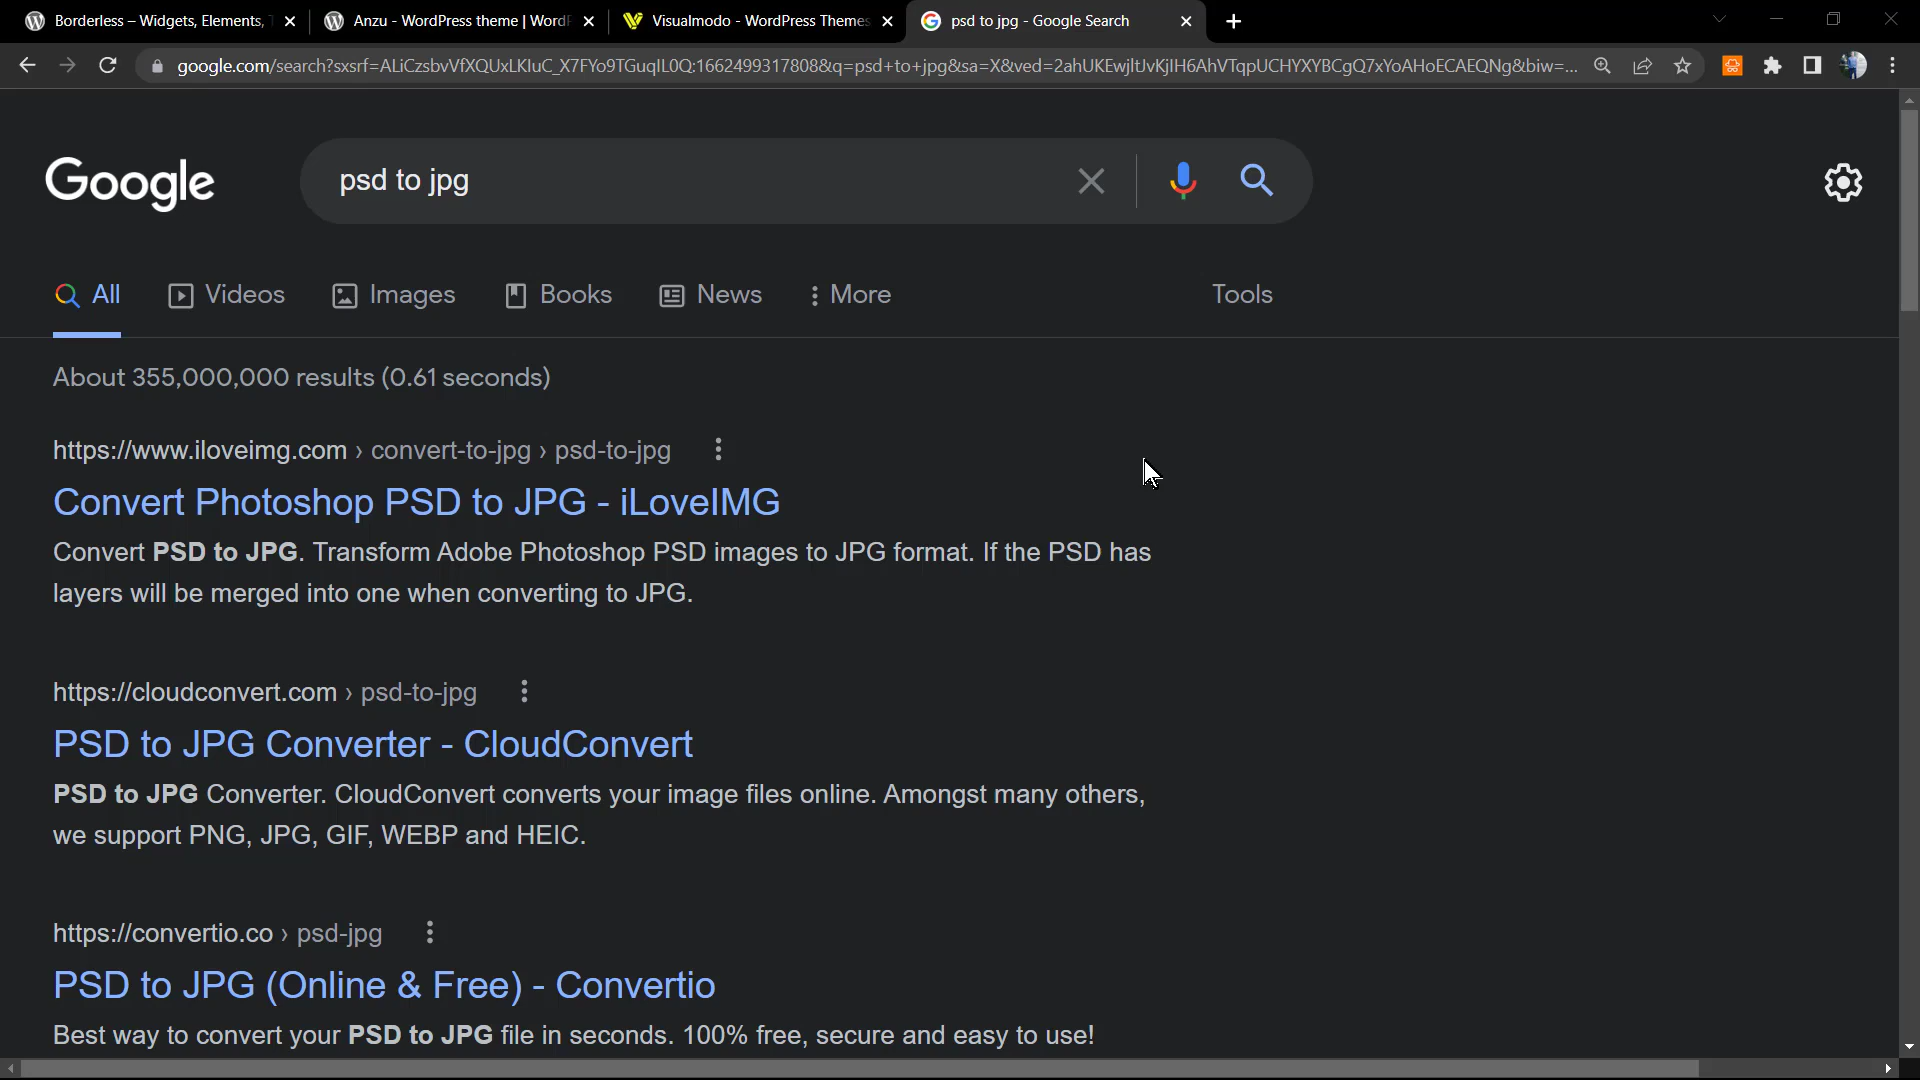 Borderless – Widgets, Elements,
Anzu - WordPress theme | Word
Visualmodo - WordPress Themes
psd to jpg - Google Search
google.com/search?sxsrf=ALiCzsbvVfXQUxLKIuC_X7FYo9TGuqIL0Q:1662499317808&q=psd+to+jpg&sa=X&ved=2ahUKEwjItJvKjIH6AhVTqpUCHYXYBCgQ7xYoAHoECAEQNg&biw=...
Google
psd to jpg
All
Videos
Images
Books
News
More
Tools
About 355,000,000 results (0.61 seconds)
https://www.iloveimg.com › convert-to-jpg › psd-to-jpg
Convert Photoshop PSD to JPG - iLoveIMG
Convert PSD to JPG. Transform Adobe Photoshop PSD images to JPG format. If the PSD has
layers will be merged into one when converting to JPG.
https://cloudconvert.com › psd-to-jpg
PSD to JPG Converter - CloudConvert
PSD to JPG Converter. CloudConvert converts your image files online. Amongst many others,
we support PNG, JPG, GIF, WEBP and HEIC.
https://convertio.co › psd-jpg
PSD to JPG (Online & Free) - Convertio
Best way to convert your PSD to JPG file in seconds. 100% free, secure and easy to use!